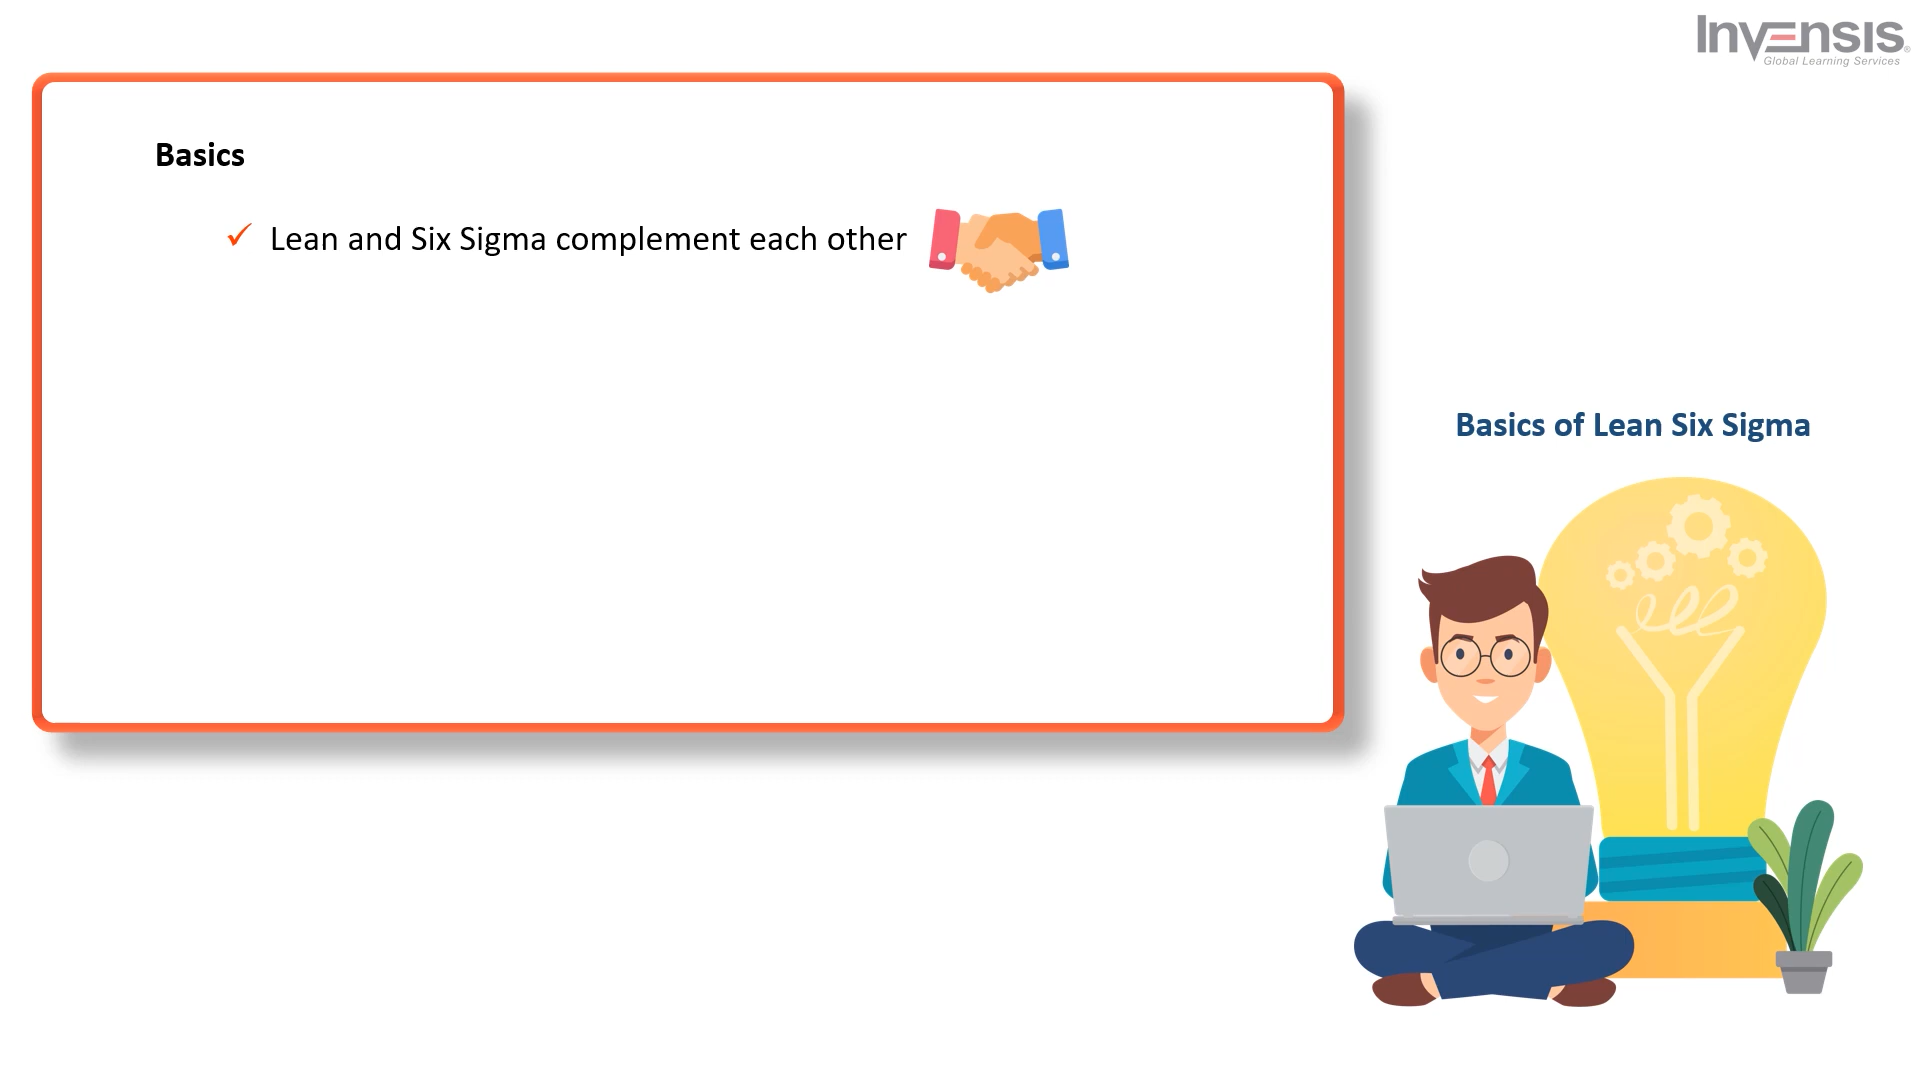 Invensis®
Global Learning Services
Basics
✓ Lean and Six Sigma complement each other
Basics of Lean Six Sigma